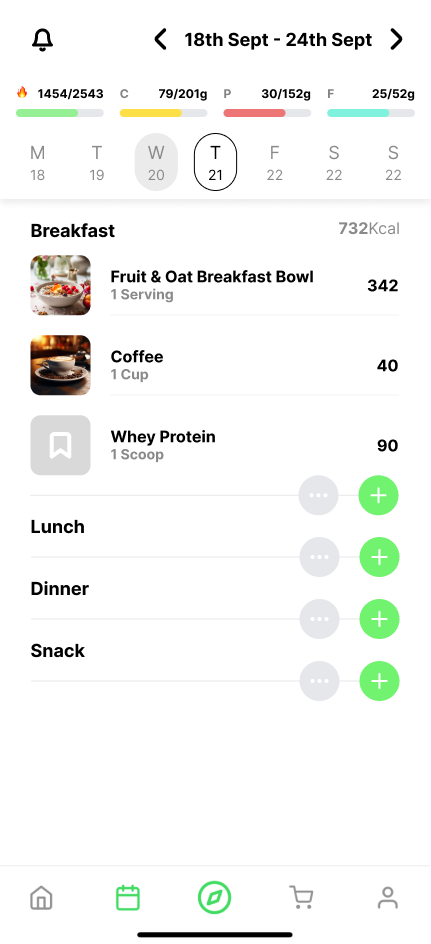 18th Sept - 24th Sept
1454/2543 C 79/201g P 30/152g F 25/52g
M T W T F S S
18 19 20 21 22 22 22
Breakfast 732Kcal
Fruit & Oat Breakfast Bowl 342
1 Serving
Coffee 40
1 Cup
Whey Protein 90
1 Scoop
Lunch
Dinner
Snack